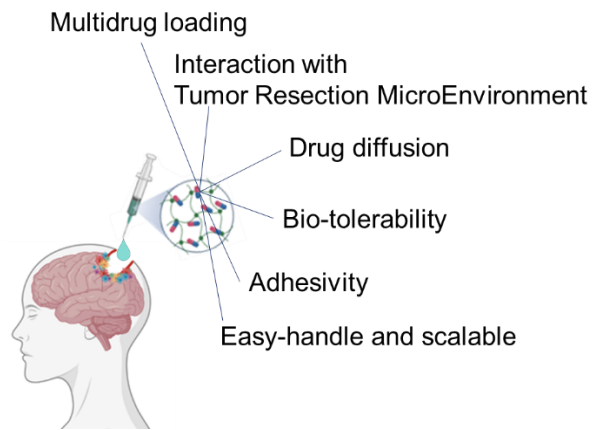 Multidrug loading
Interaction with
Tumor Resection MicroEnvironment
Drug diffusion
Bio-tolerability
Adhesivity
Easy-handle and scalable